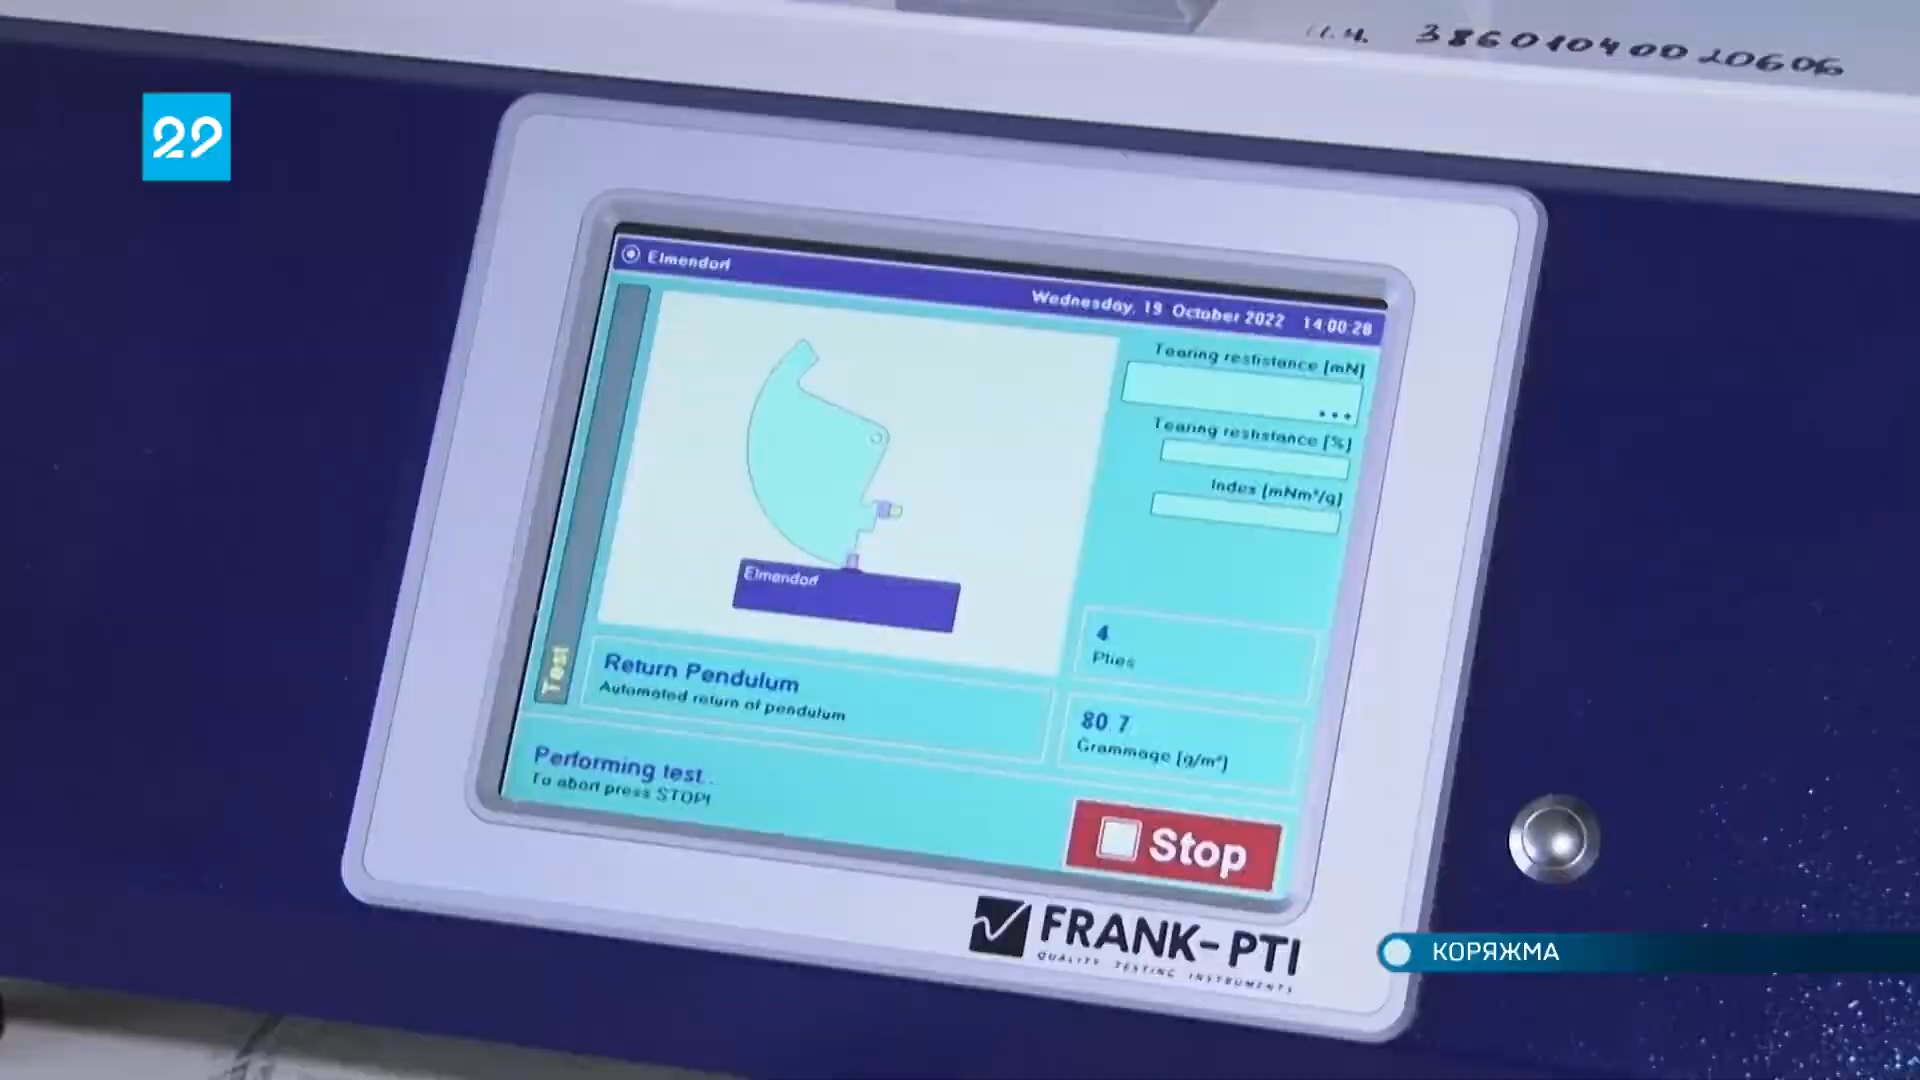 и.н. 38601040020606
29
Elmendorf
Wednesday, 19 October 2022 14:00:28
Tearing restistance [mN]
...
Tearing restistance [%]
Index [mNm²/g]
Elmendorf
4
Plies
Test
Return Pendulum
Automated return of pendulum
80.7
Grammage [g/m²]
Performing test..
To abort press STOP!
Stop
FRANK-PTI
QUALITY TESTING INSTRUMENTS
КОРЯЖМА